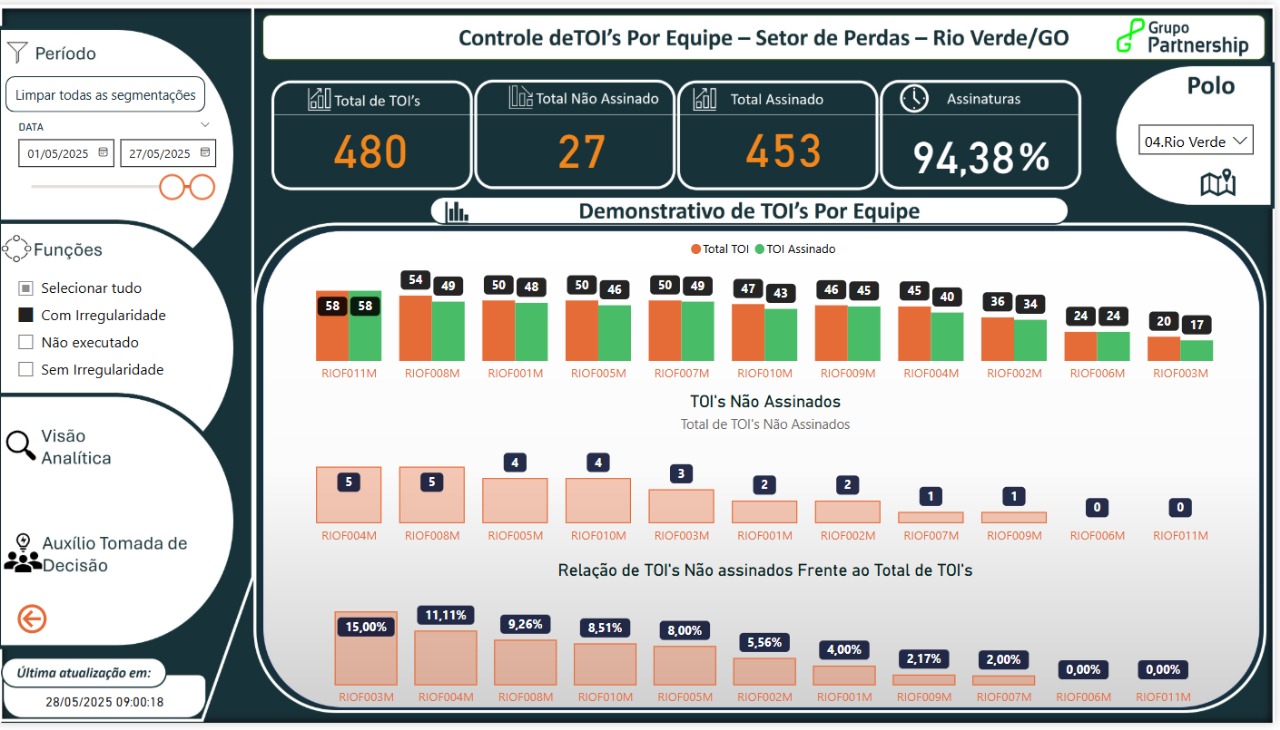 Controle deTOI’s Por Equipe – Setor de Perdas – Rio Verde/GO
Grupo
Partnership
Período
Limpar todas as segmentações
DATA
01/05/2025
27/05/2025
Total de TOI’s
480
Total Não Assinado
27
Total Assinado
453
Assinaturas
94,38%
Polo
04.Rio Verde
Demonstrativo de TOI’s Por Equipe
Total TOI TOI Assinado
58 58 54 49 50 48 50 46 50 49 47 43 46 45 45 40 36 34 24 24 20 17
RIOF011M RIOF008M RIOF001M RIOF005M RIOF007M RIOF010M RIOF009M RIOF004M RIOF002M RIOF006M RIOF003M
Funções
Selecionar tudo
Com Irregularidade
Não executado
Sem Irregularidade
TOI's Não Assinados
Total de TOI's Não Assinados
5 5 4 4 3 2 2 1 1 0 0
RIOF004M RIOF008M RIOF005M RIOF010M RIOF003M RIOF001M RIOF002M RIOF007M RIOF009M RIOF006M RIOF011M
Visão
Analítica
Auxílio Tomada de
Decisão
Relação de TOI's Não assinados Frente ao Total de TOI's
15,00% 11,11% 9,26% 8,51% 8,00% 5,56% 4,00% 2,17% 2,00% 0,00% 0,00%
RIOF003M RIOF004M RIOF008M RIOF010M RIOF005M RIOF002M RIOF001M RIOF009M RIOF007M RIOF006M RIOF011M
Última atualização em:
28/05/2025 09:00:18